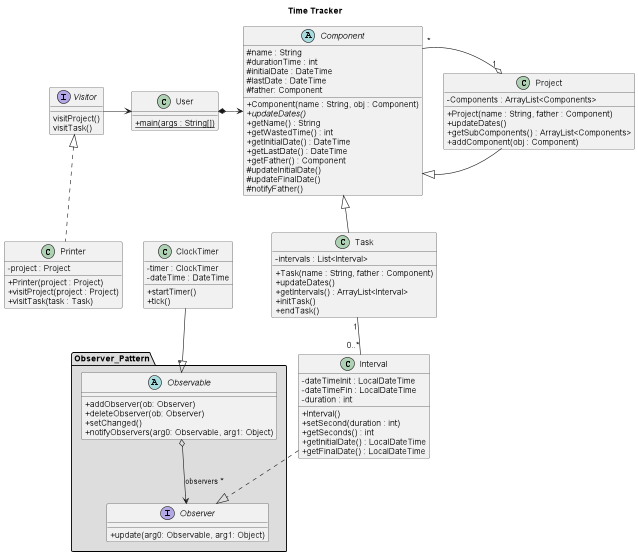 Time Tracker
A Component
#name : String
#durationTime : int
#initialDate : DateTime
#lastDate : DateTime
#father: Component
+Component(name : String, obj : Component)
+updateDates()
+getName() : String
+getWastedTime() : int
+getInitialDate() : DateTime
+getLastDate() : DateTime
+getFather() : Component
#updateInitialDate()
#updateFinalDate()
#notifyFather()
*
1
C Project
-Components : ArrayList<Components>
+Project(name : String, father : Component)
+updateDates()
+getSubComponents() : ArrayList<Components>
+addComponent(obj : Component)
I Visitor
visitProject()
visitTask()
C User
+main(args : String[])
C Printer
-project : Project
+Printer(project : Project)
+visitProject(project : Project)
+visitTask(task : Task)
C ClockTimer
-timer : ClockTimer
-dateTime : DateTime
+startTimer()
+tick()
C Task
-intervals : List<Interval>
+Task(name : String, father : Component)
+updateDates()
+getIntervals() : ArrayList<Interval>
+initTask()
+endTask()
1
0..*
C Interval
-dateTimeInit : LocalDateTime
-dateTimeFin : LocalDateTime
-duration : int
+Interval()
+setSecond(duration : int)
+getSeconds() : int
+getInitialDate() : LocalDateTime
+getFinalDate() : LocalDateTime
Observer_Pattern
*
A Observable
+addObserver(ob: Observer)
+deleteObserver(ob: Observer)
+setChanged()
+notifyObservers(arg0: Observable, arg1: Object)
observers *
I Observer
+update(arg0: Observable, arg1: Object)